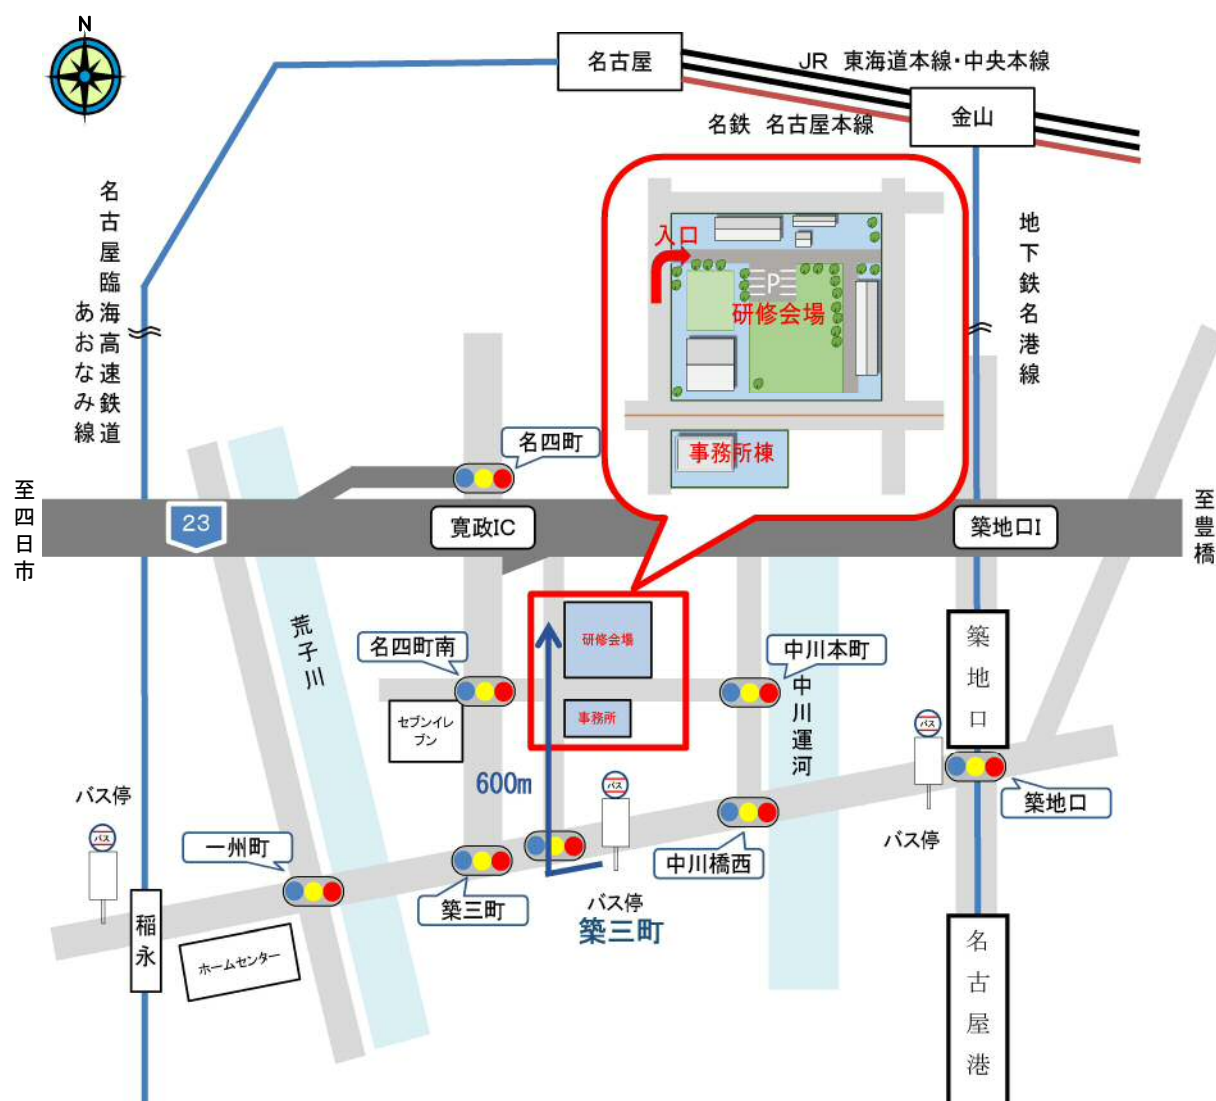 N
名古屋
JR 東海道本線・中央本線
金山
名鉄 名古屋本線
名古屋臨海高速鉄道
あおなみ線
地下鉄名港線
入口
P
研修会場
事務所棟
名四町
至四日市
23
寛政IC
築地口I
至豊橋
荒子川
名四町南
研修会場
中川本町
築地口
セブンイレ
ブン
事務所
中川運河
バス
600m
バス
バス停
築地口
バス
一州町
バス停
中川橋西
築三町
バス停
築三町
稲永
ホームセンター
名古屋港